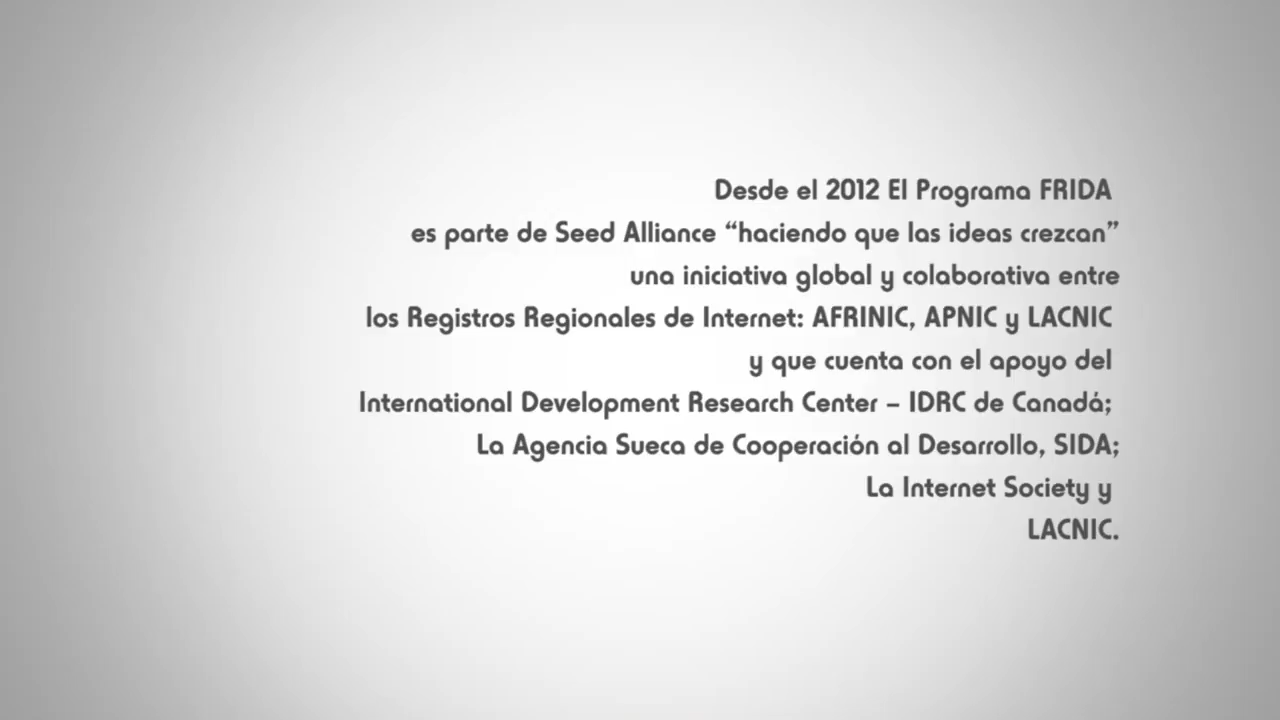 Desde el 2012 El Programa FRIDA
es parte de Seed Alliance “haciendo que las ideas crezcan”
una iniciativa global y colaborativa entre
los Registros Regionales de Internet: AFRINIC, APNIC y LACNIC
y que cuenta con el apoyo del
International Development Research Center – IDRC de Canadá;
La Agencia Sueca de Cooperación al Desarrollo, SIDA;
La Internet Society y
LACNIC.